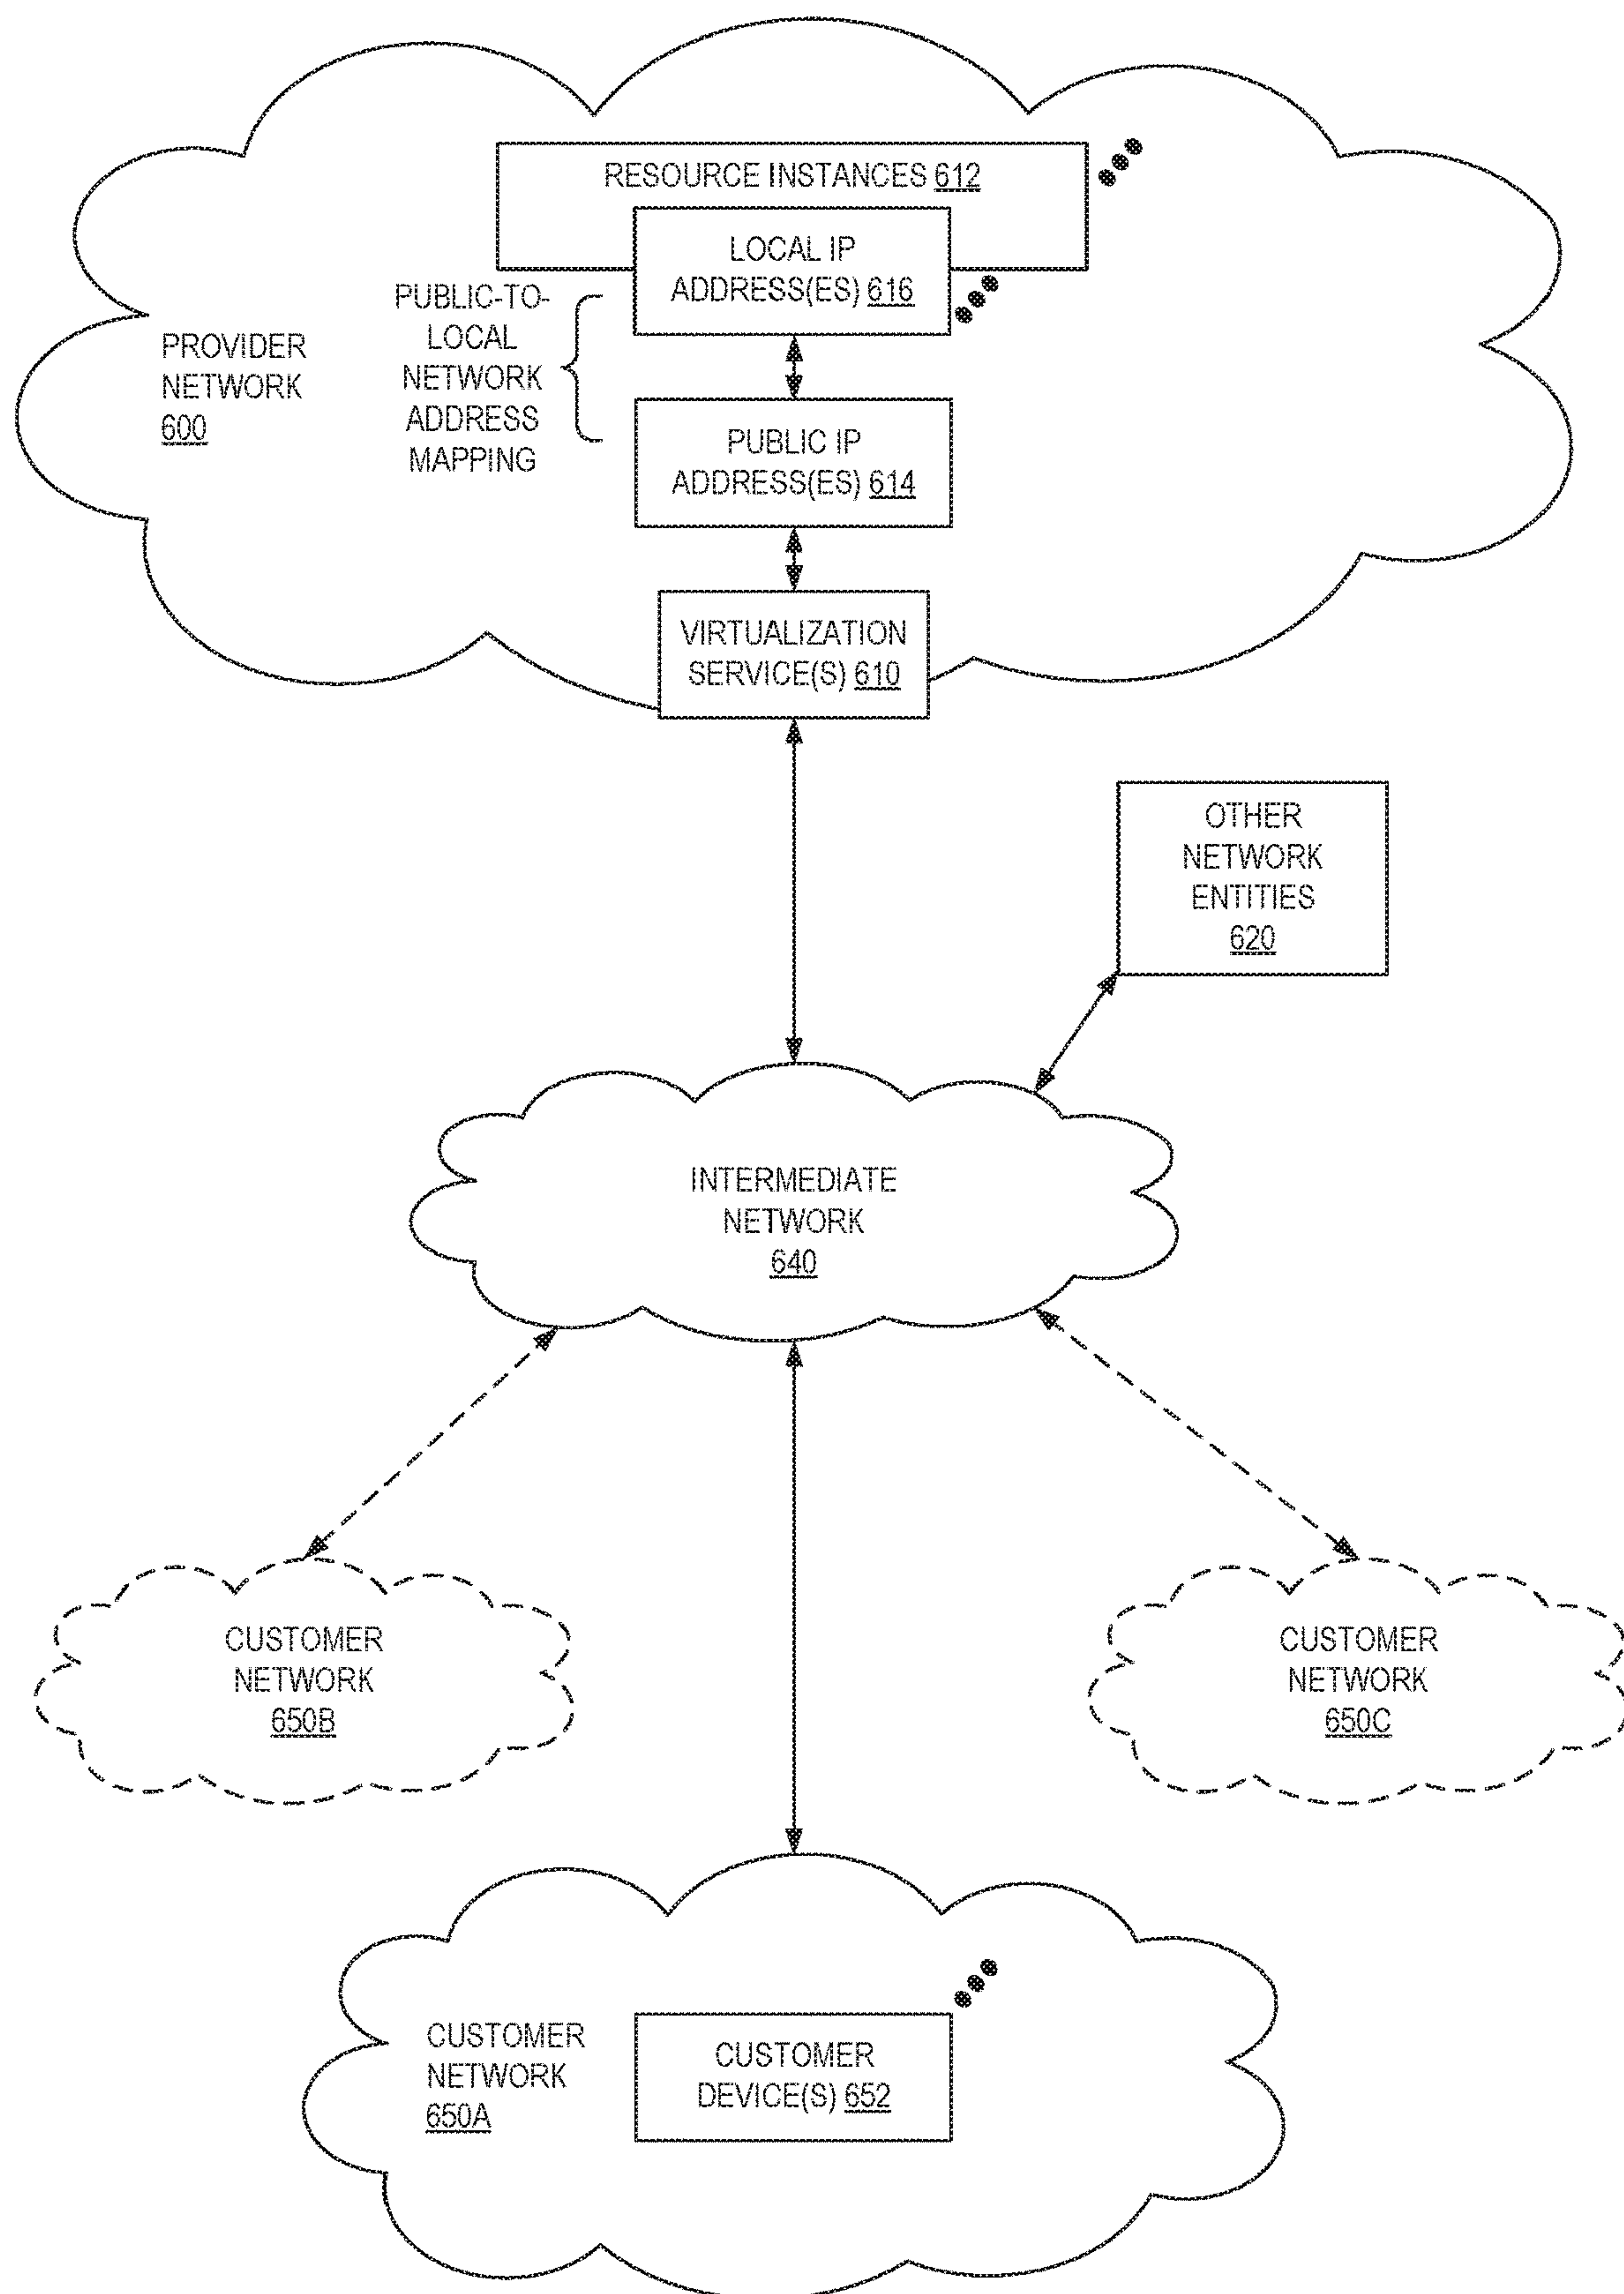 RESOURCE INSTANCES 612
LOCAL IP
ADDRESS(ES) 616
PUBLIC-TO-
LOCAL
NETWORK
ADDRESS
MAPPING
PROVIDER
NETWORK
600
PUBLIC IP
ADDRESS(ES) 614
VIRTUALIZATION
SERVICE(S) 610
OTHER
NETWORK
ENTITIES
620
INTERMEDIATE
NETWORK
640
CUSTOMER
NETWORK
650B
CUSTOMER
NETWORK
650C
CUSTOMER
NETWORK
650A
CUSTOMER
DEVICE(S) 652